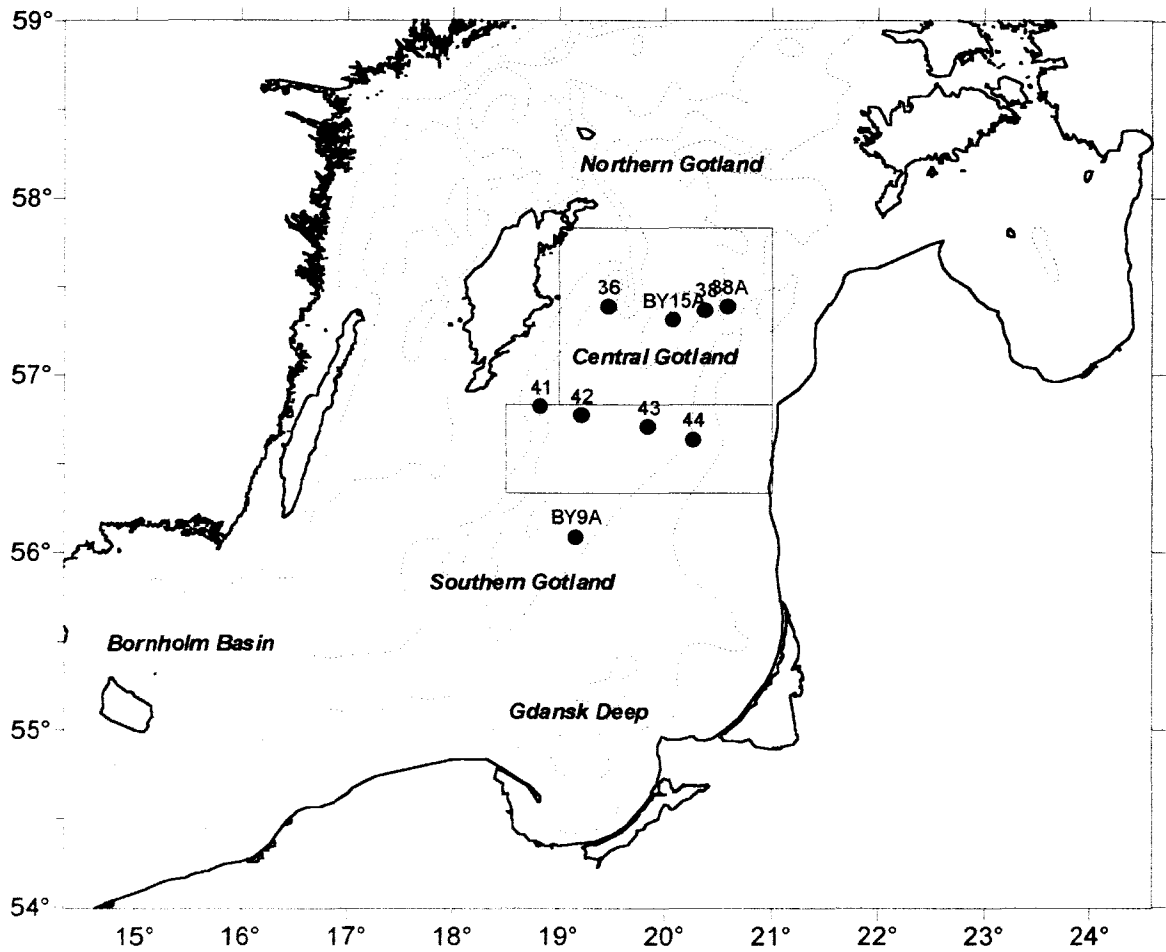 59°
Northern Gotland
58°
36
BY15A
38
38A
Central Gotland
57°
41
42
43
44
BY9A
56°
Southern Gotland
Bornholm Basin
Gdansk Deep
55°
54°
15°
16°
17°
18°
19°
20°
21°
22°
23°
24°